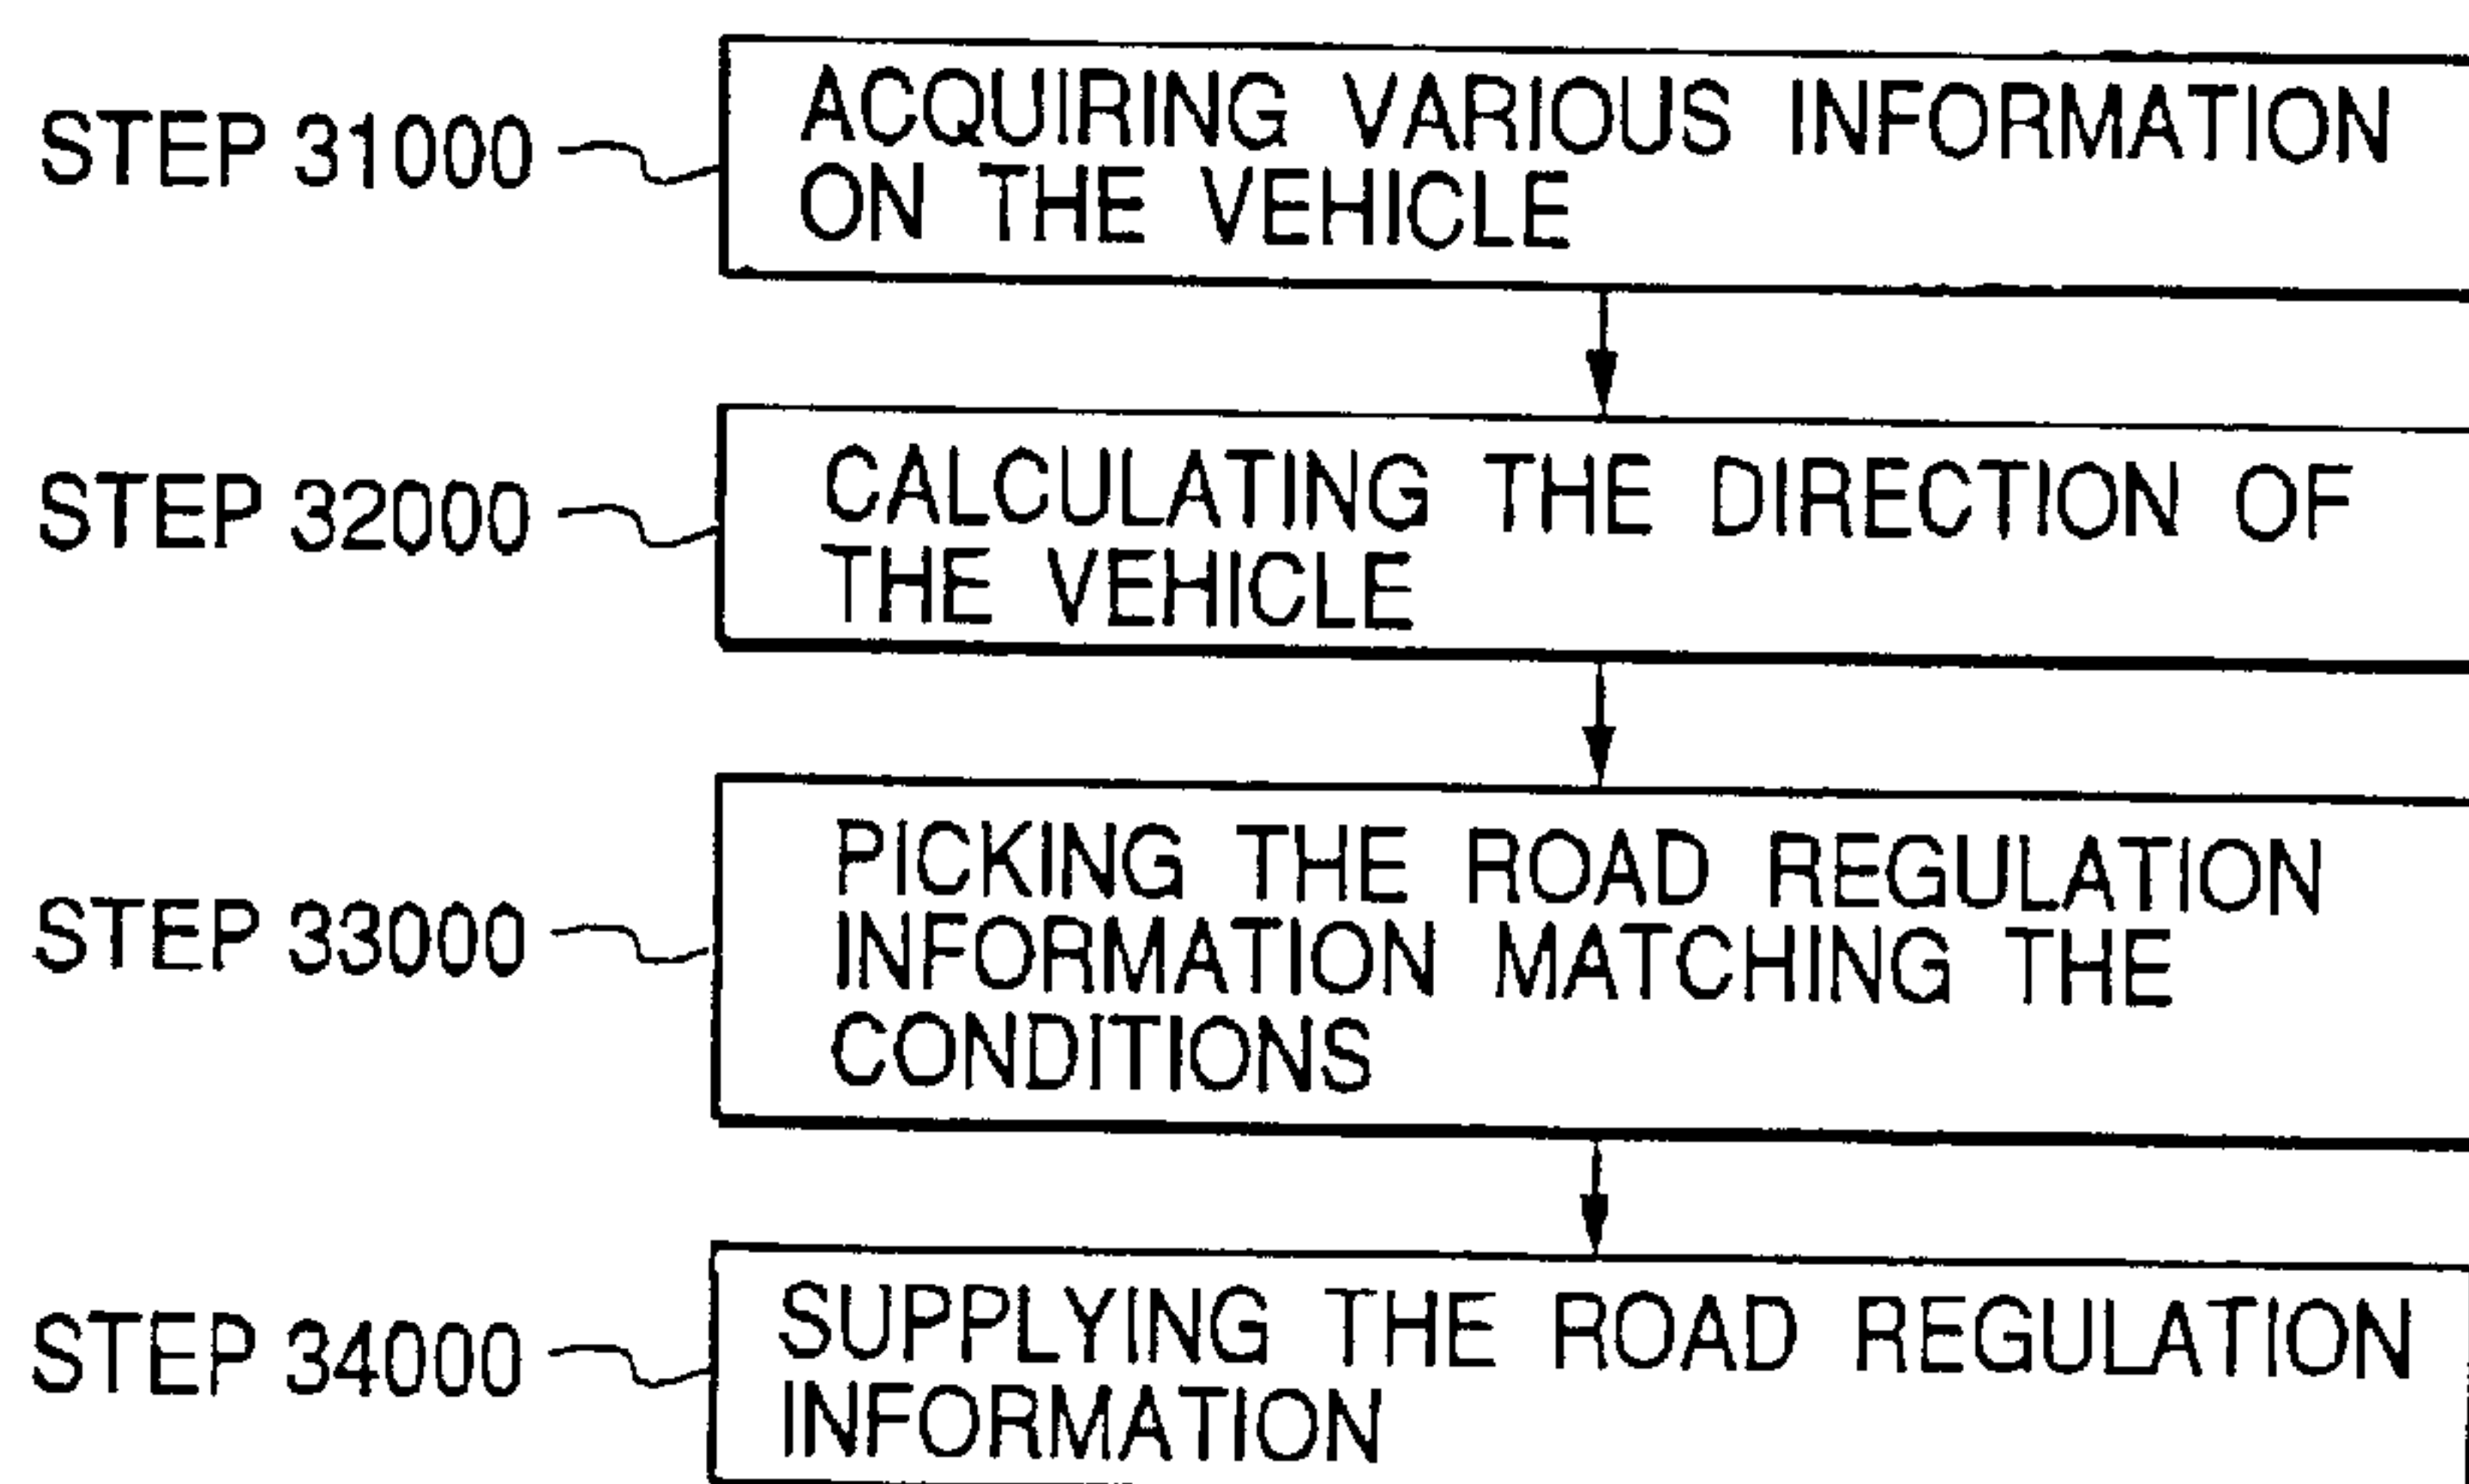 STEP 31000
ACQUIRING VARIOUS INFORMATION
ON THE VEHICLE
STEP 32000
CALCULATING THE DIRECTION OF
THE VEHICLE
STEP 33000
PICKING THE ROAD REGULATION
INFORMATION MATCHING THE
CONDITIONS
STEP 34000
SUPPLYING THE ROAD REGULATION
INFORMATION